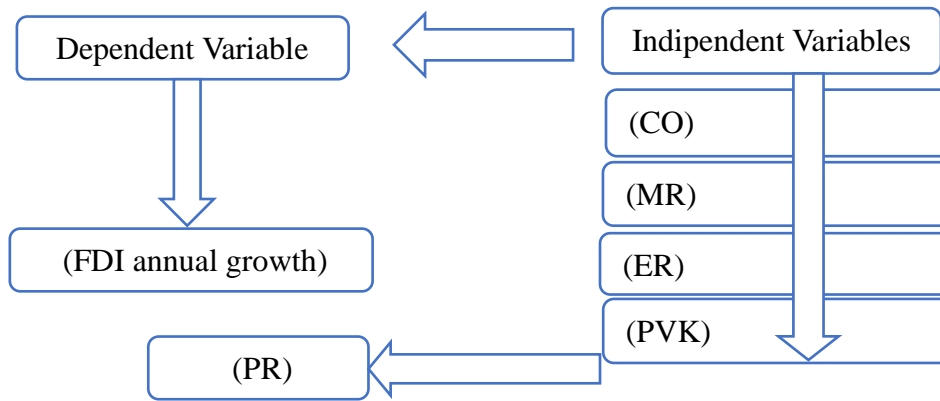 Dependent Variable
Indipendent Variables
(CO)
(MR)
(FDI annual growth)
(ER)
(PVK)
(PR)